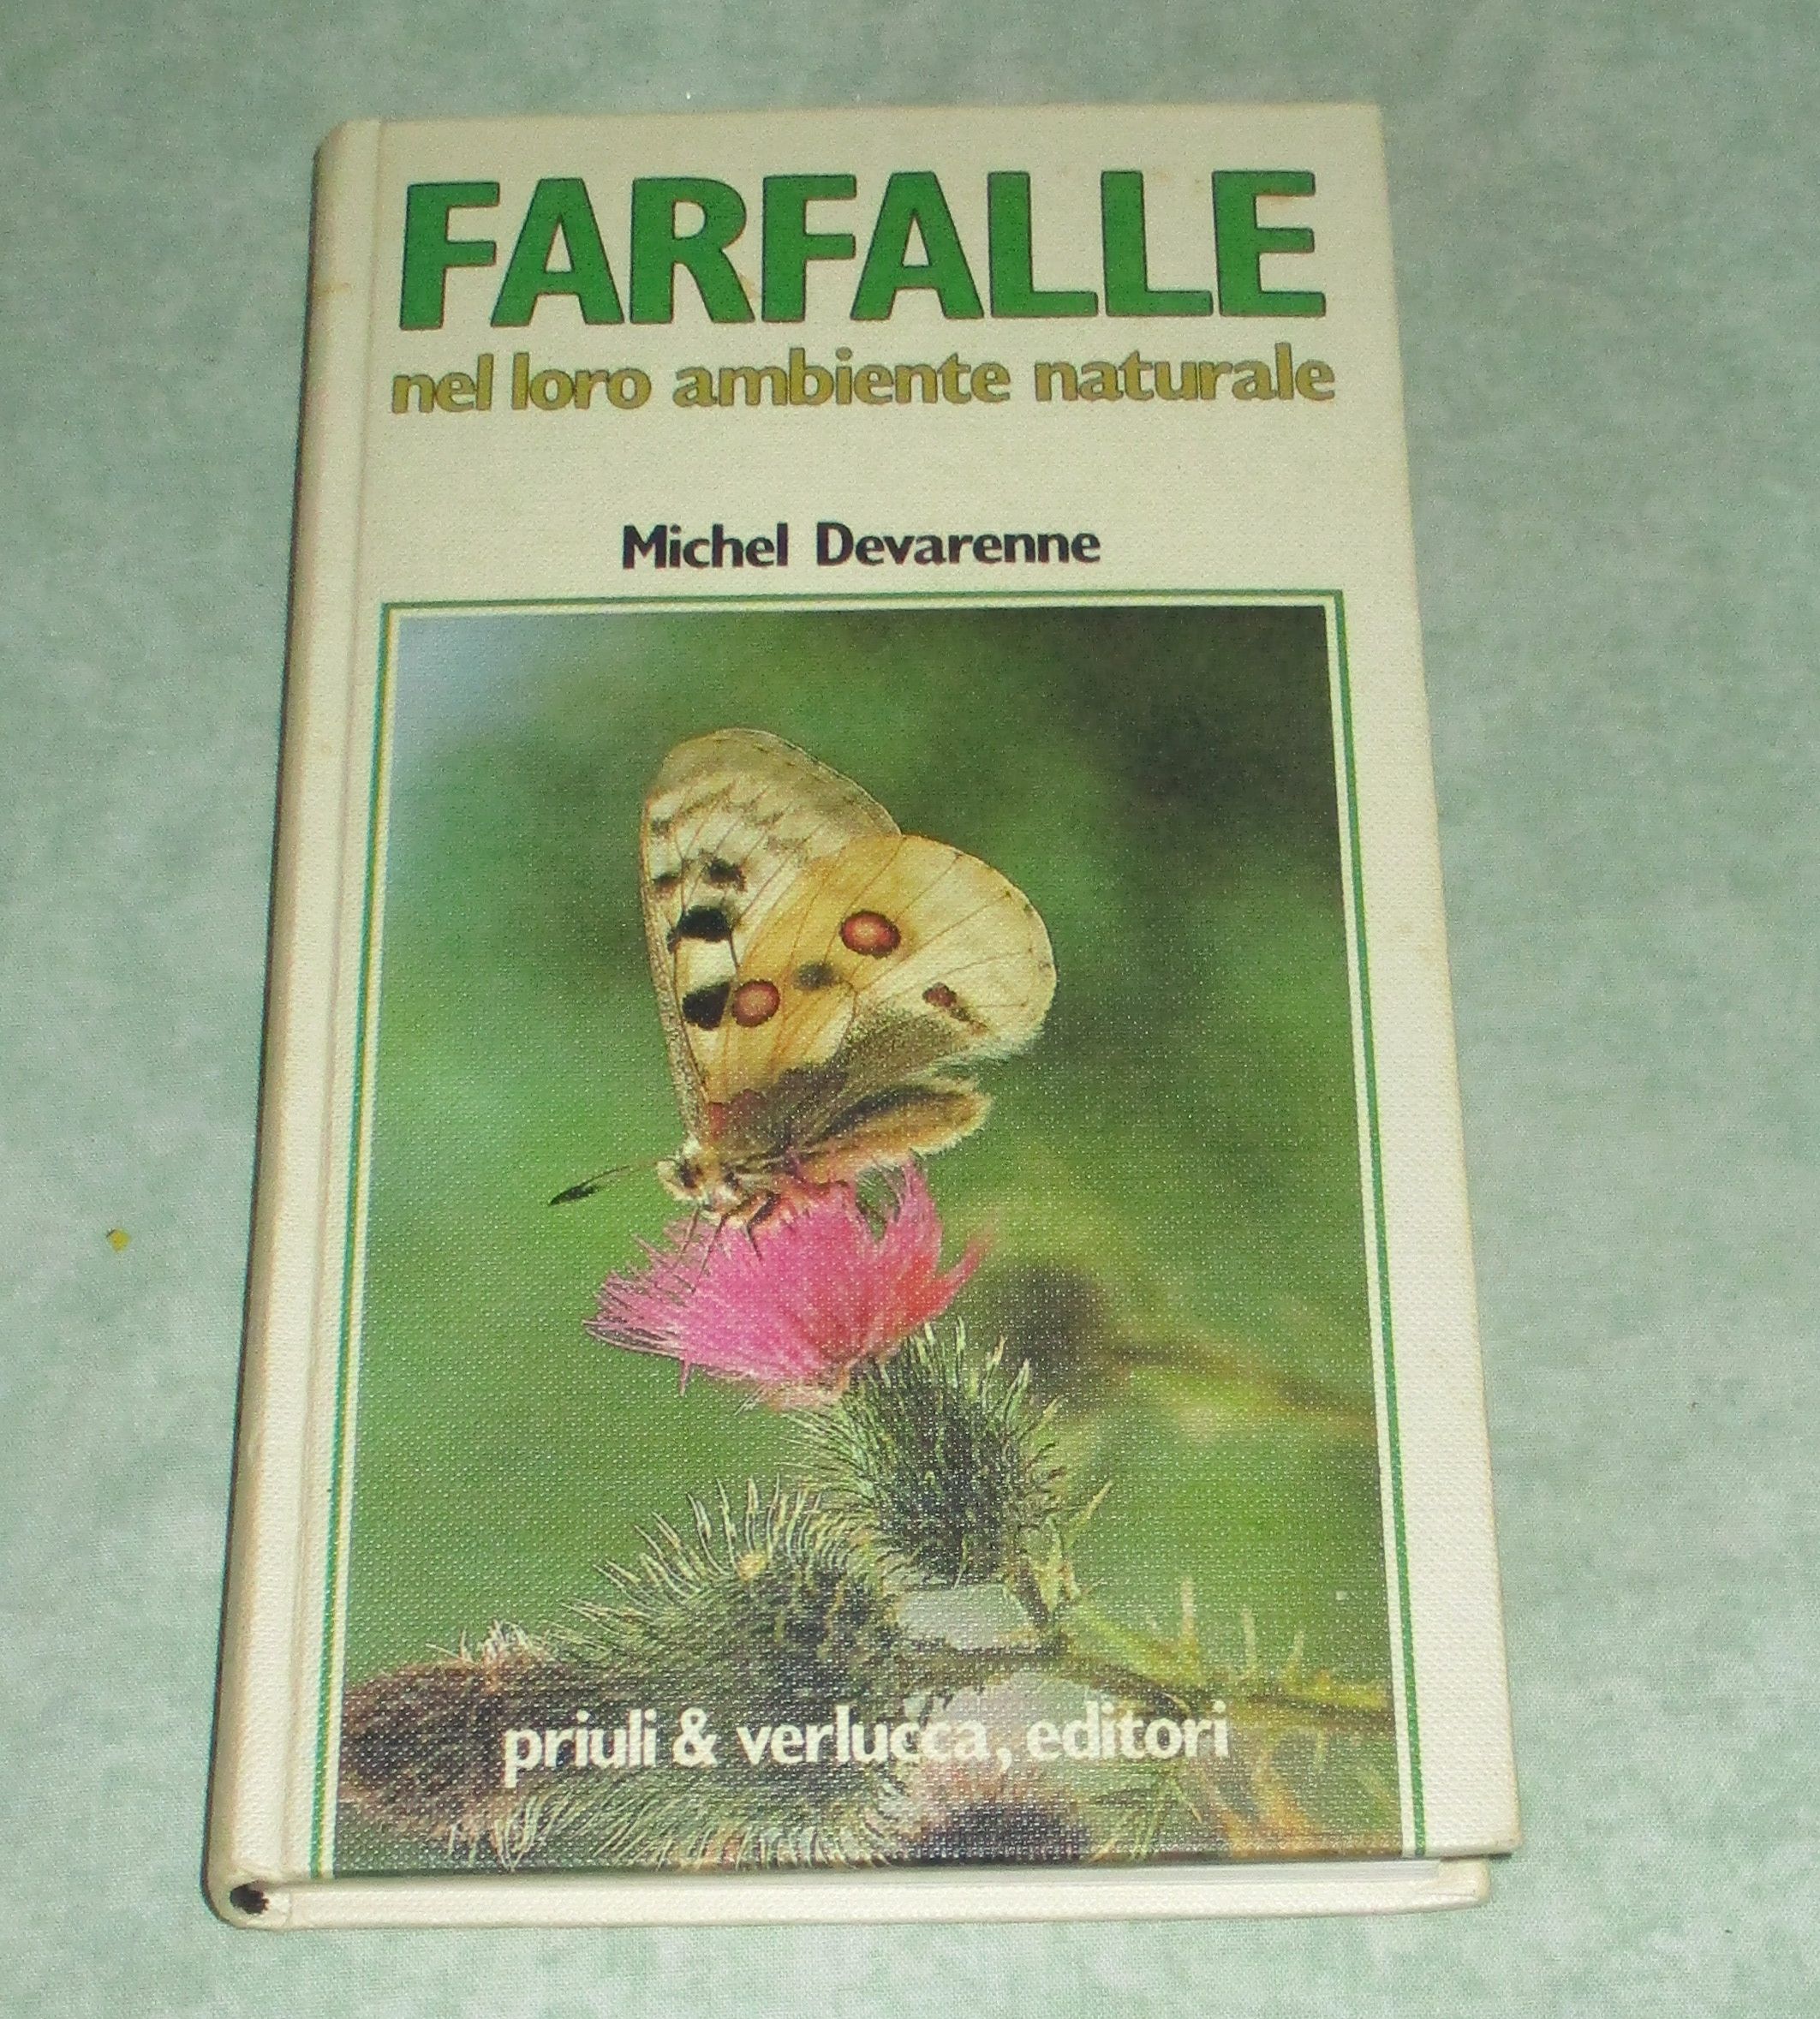 FARFALLE
nel loro ambiente naturale
Michel Devarenne
priuli & verlucca, editori